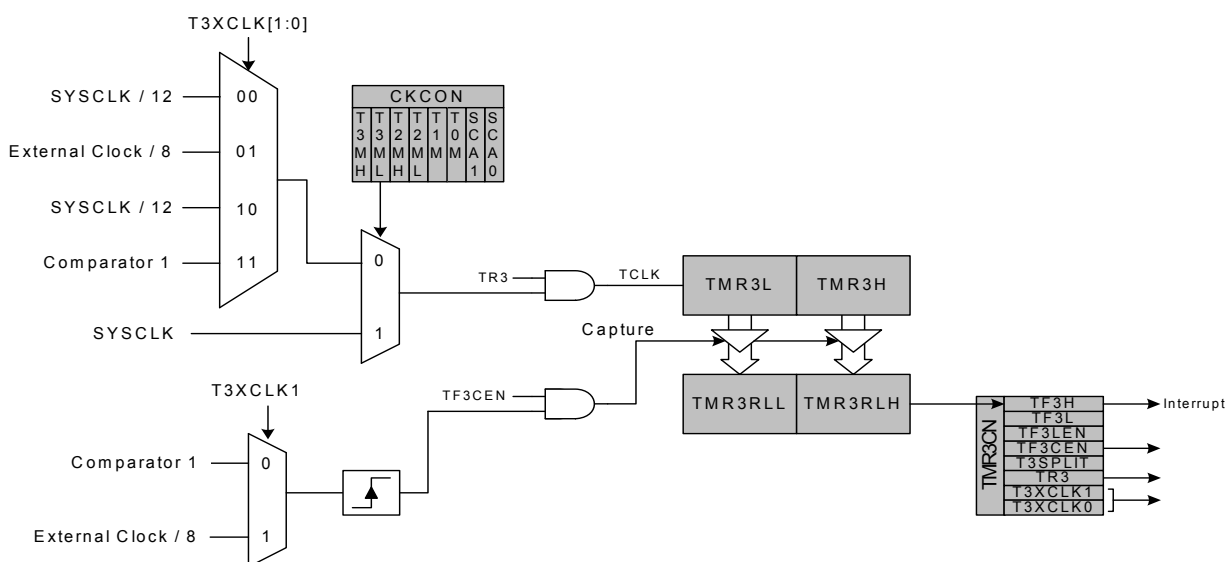 T3XCLK[1:0]
SYSCLK / 12
00
External Clock / 8
01
SYSCLK / 12
10
Comparator 1
11
CKCON
T3MH
T3ML
T2MH
T2ML
T1M
T0M
SCA1
SCA0
0
SYSCLK
1
TR3
TCLK
TMR3L
TMR3H
Capture
TMR3RLL
TMR3RLH
T3XCLK1
Comparator 1
0
External Clock / 8
1
TF3CEN
TMR3CN
TF3H
TF3L
TF3LEN
TF3CEN
T3SPLIT
TR3
T3XCLK1
T3XCLK0
Interrupt